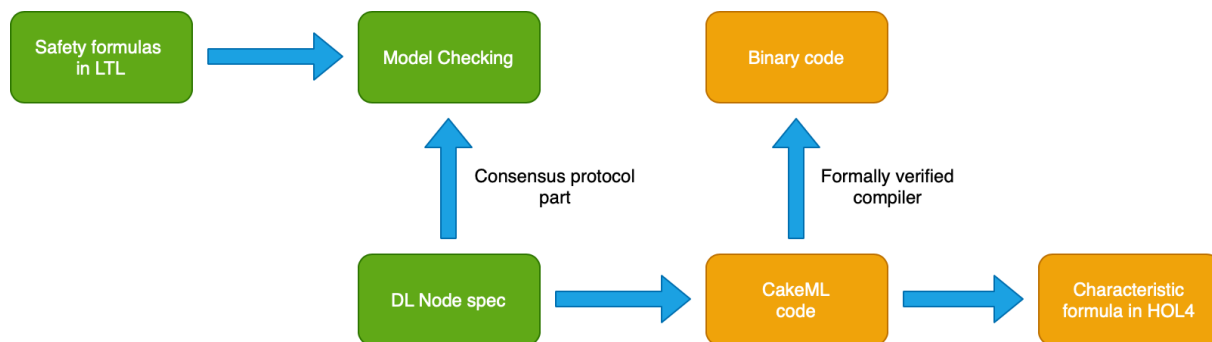 Safety formulas
in LTL
Model Checking
Binary code
Consensus protocol
part
Formally verified
compiler
DL Node spec
CakeML
code
Characteristic
formula in HOL4